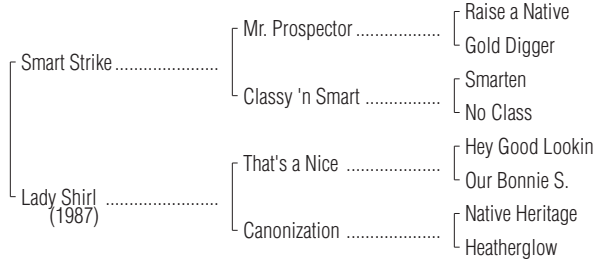 Raise a Native
Mr. Prospector ..................
Gold Digger
Smart Strike ......................
Smarten
Classy 'n Smart ................
No Class
Hey Good Lookin
That's a Nice ....................
Our Bonnie S.
Lady Shirl ........................
(1987)
Native Heritage
Canonization ....................
Heatherglow